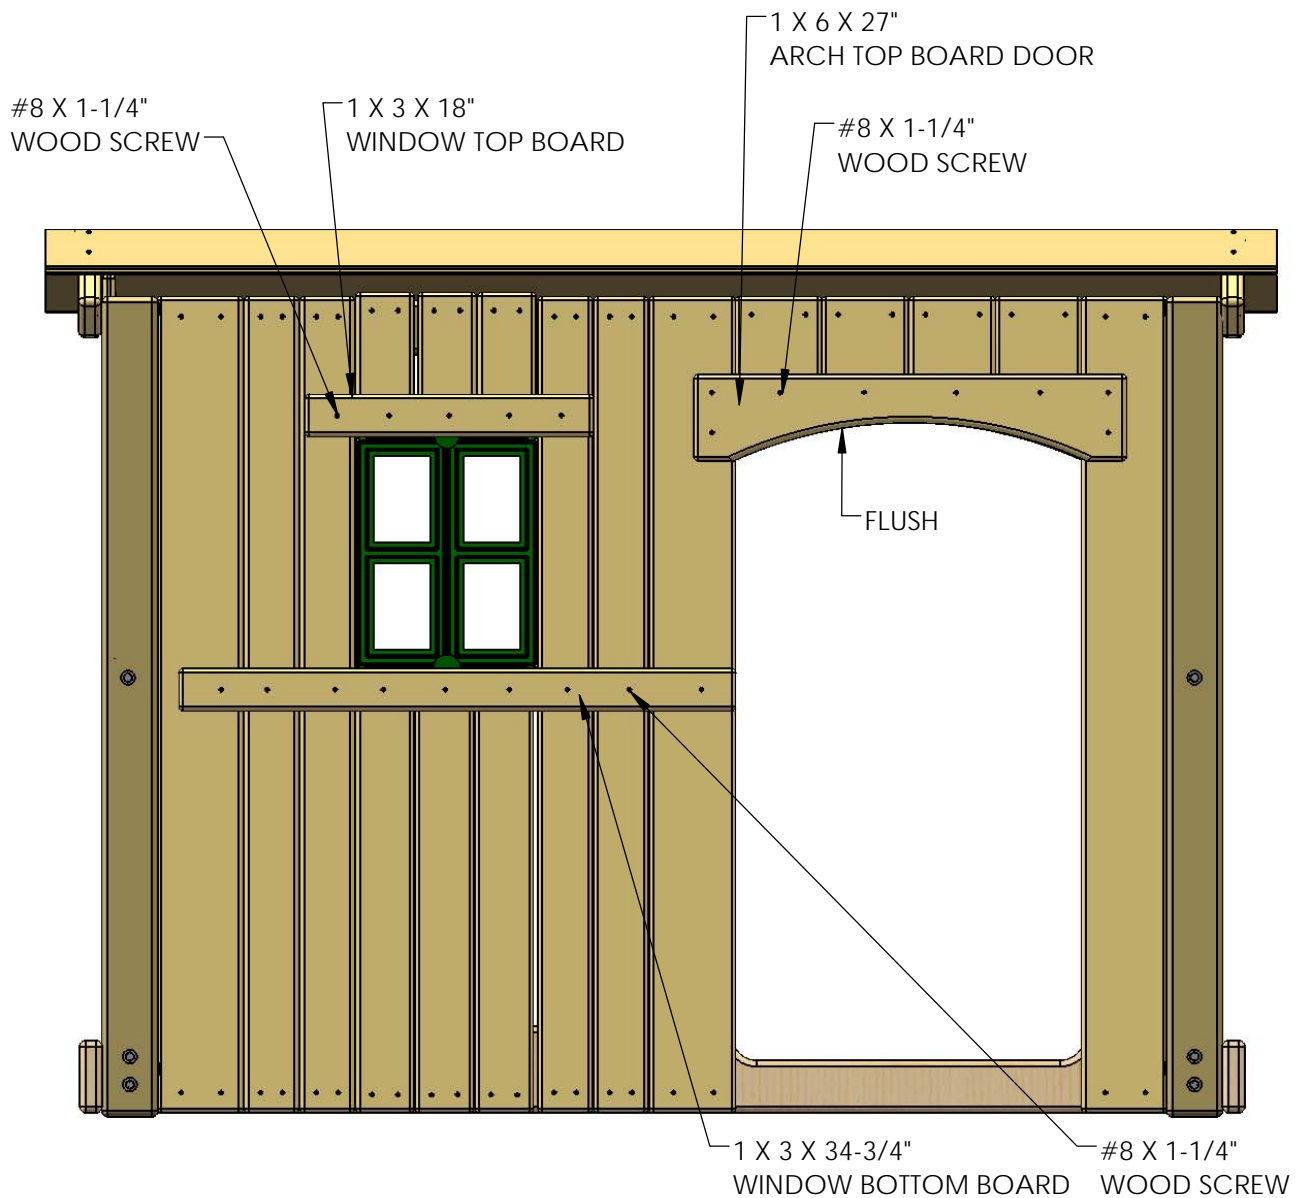 1 X 6 X 27"
ARCH TOP BOARD DOOR
#8 X 1-1/4"
WOOD SCREW
1 X 3 X 18"
WINDOW TOP BOARD
#8 X 1-1/4"
WOOD SCREW
FLUSH
1 X 3 X 34-3/4"
WINDOW BOTTOM BOARD
#8 X 1-1/4"
WOOD SCREW